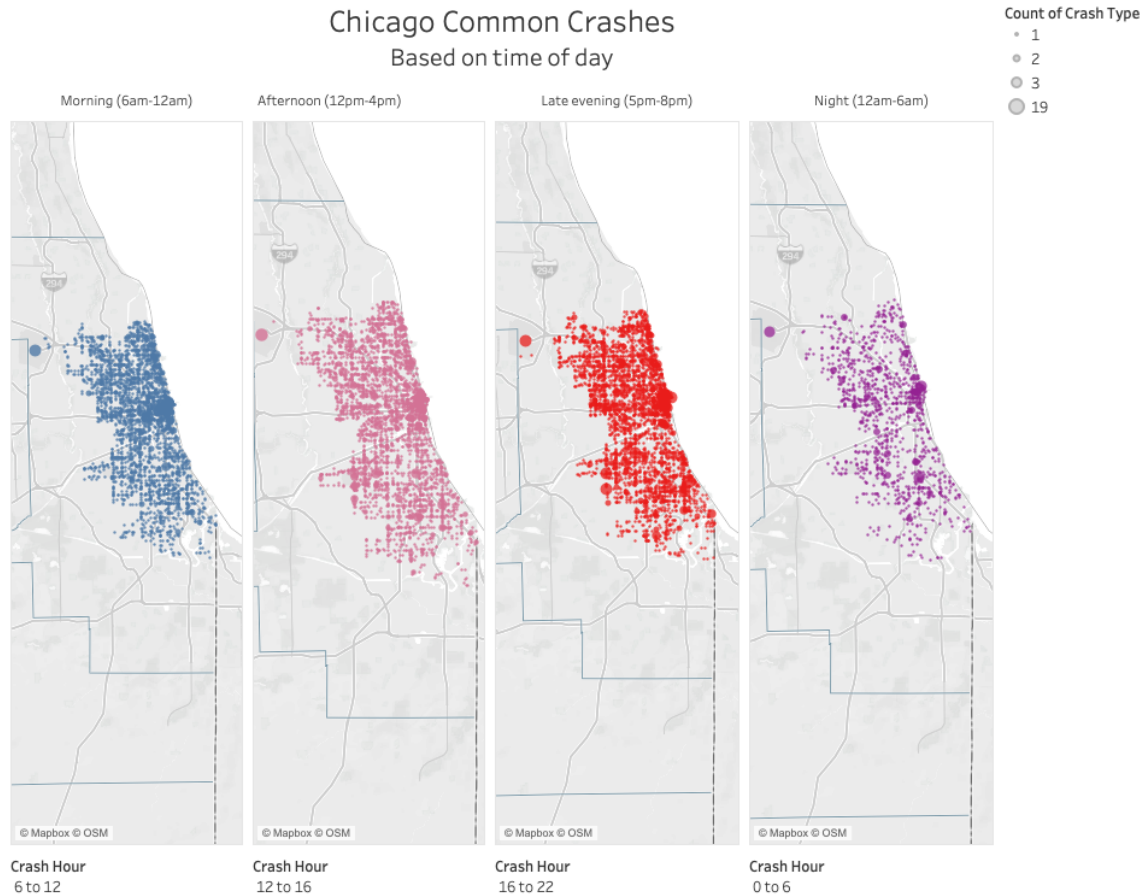 Chicago Common Crashes
Based on time of day
Count of Crash Type
1
2
3
19
Morning (6am-12am)
Afternoon (12pm-4pm)
Late evening (5pm-8pm)
Night (12am-6am)
294
294
294
294
© Mapbox © OSM
© Mapbox © OSM
© Mapbox © OSM
© Mapbox © OSM
Crash Hour
6 to 12
Crash Hour
12 to 16
Crash Hour
16 to 22
Crash Hour
0 to 6